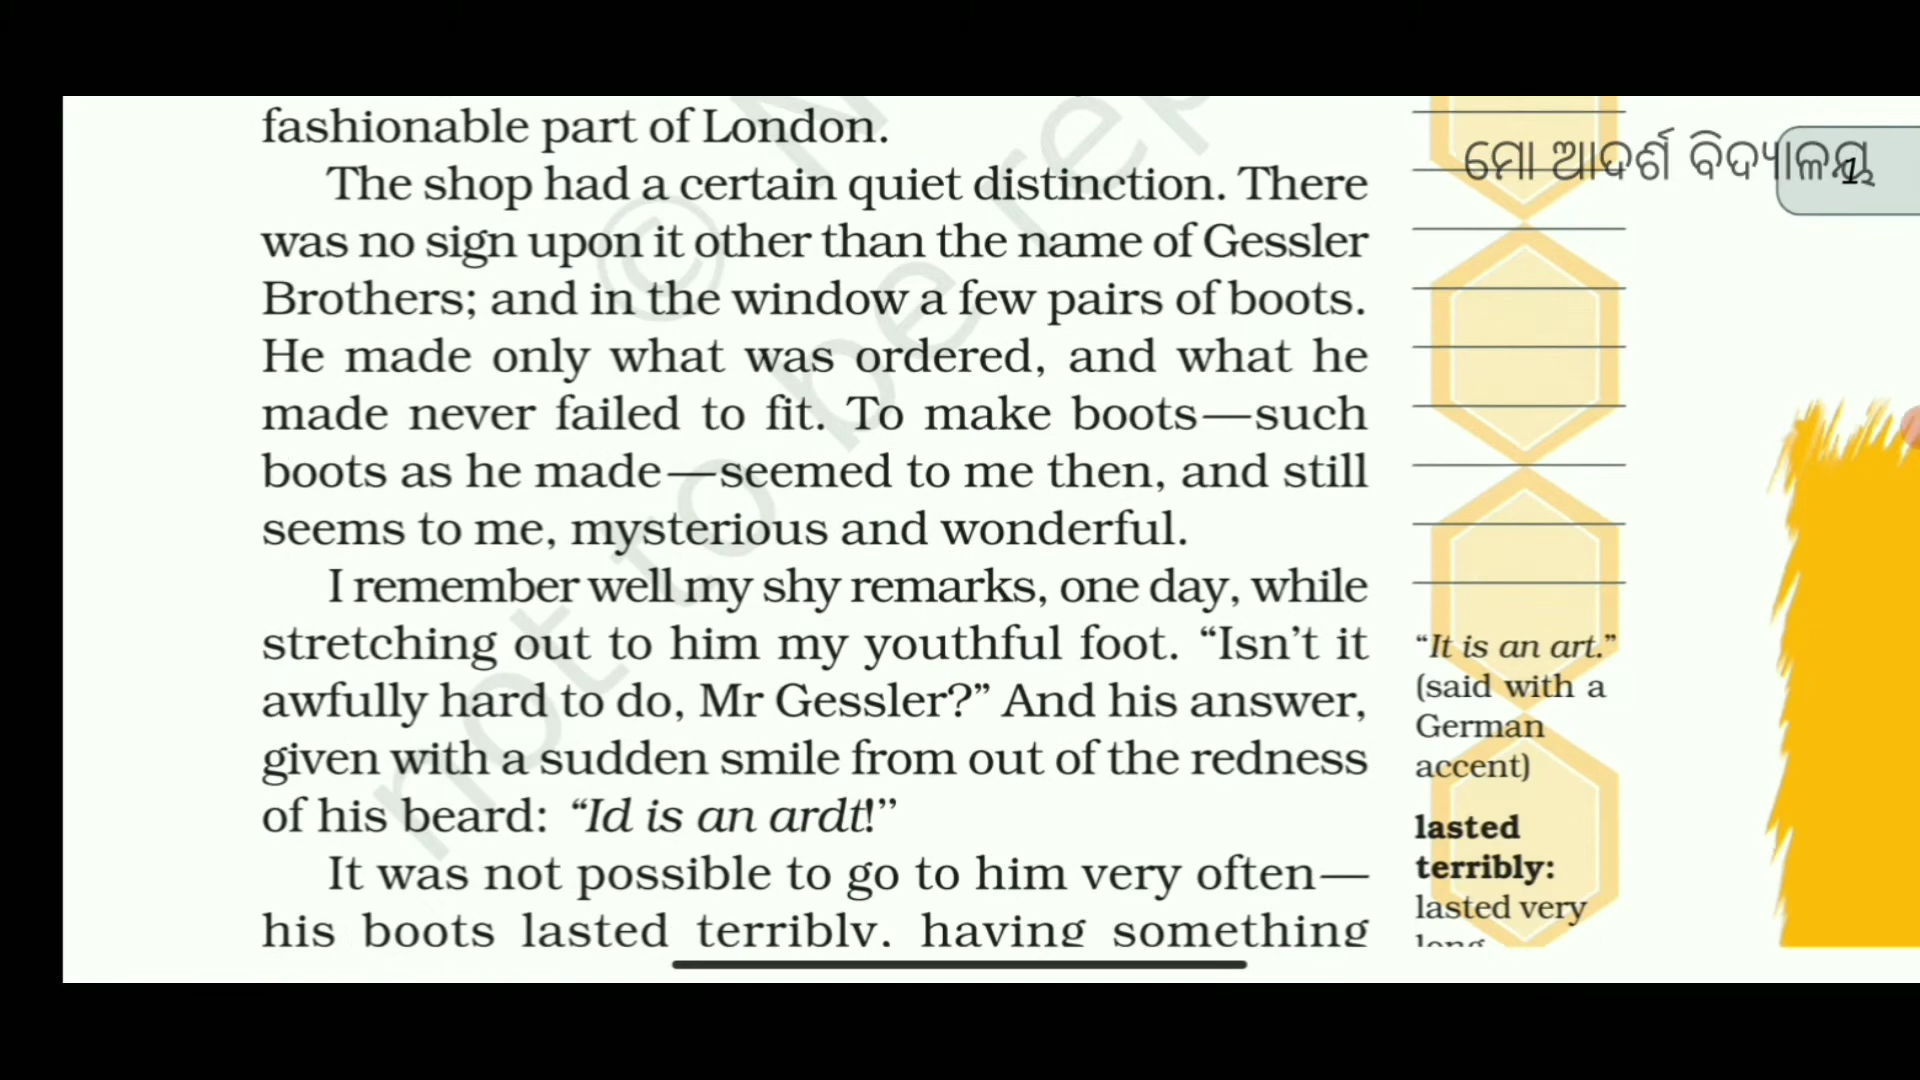 fashionable part of London.
The shop had a certain quiet distinction. There
was no sign upon it other than the name of Gessler
Brothers; and in the window a few pairs of boots.
He made only what was ordered, and what he
made never failed to fit. To make boots—such
boots as he made—seemed to me then, and still
seems to me, mysterious and wonderful.
I remember well my shy remarks, one day, while
stretching out to him my youthful foot. “Isn’t it
awfully hard to do, Mr Gessler?” And his answer,
given with a sudden smile from out of the redness
of his beard: “Id is an ardt!”
It was not possible to go to him very often—
his boots lasted terribly, having something
ମୋ ଆଦର୍ଶ ବିଦ୍ୟାଳୟ
1
“It is an art.”
(said with a
German
accent)
lasted
terribly:
lasted very
long
© N
not to be rep